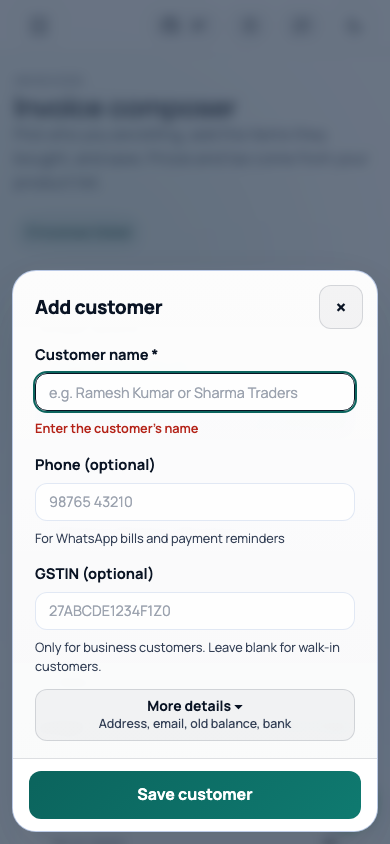 Invoice composer
Add customer
×
Customer name *
e.g. Ramesh Kumar or Sharma Traders
Enter the customer's name
Phone (optional)
98765 43210
For WhatsApp bills and payment reminders
GSTIN (optional)
27ABCDE1234F1Z0
Only for business customers. Leave blank for walk-in
customers.
More details
Address, email, old balance, bank
Save customer